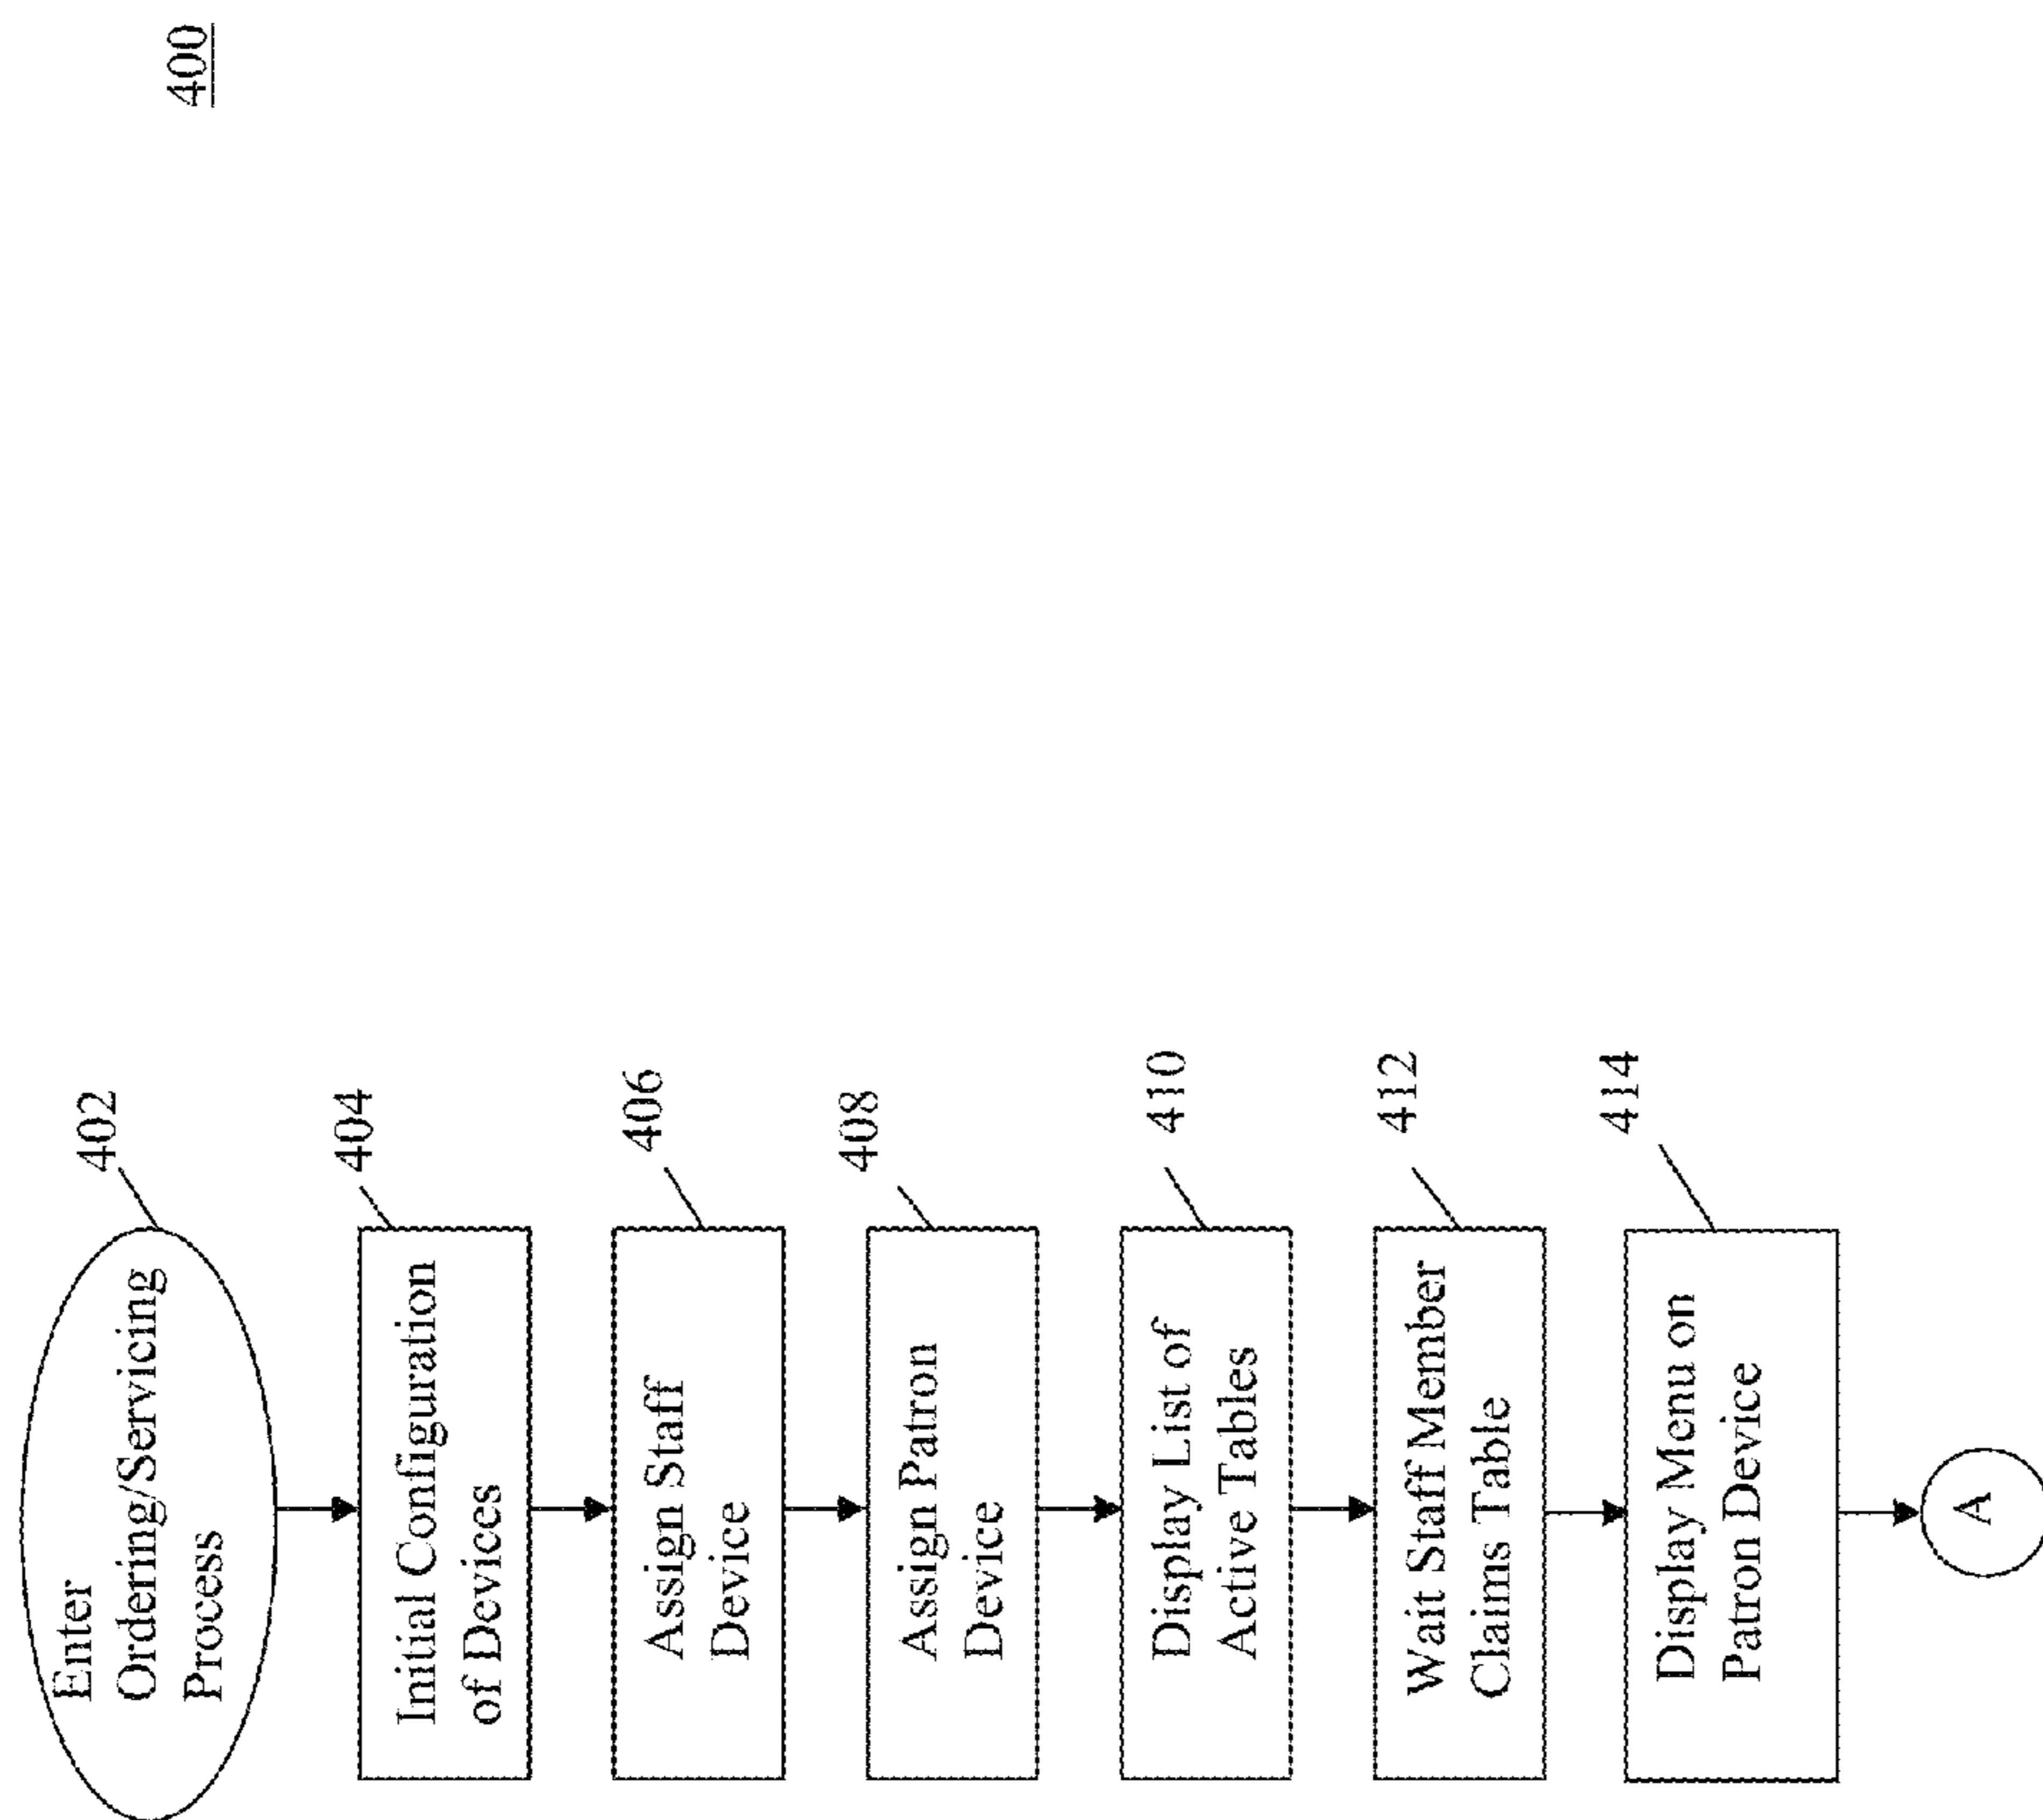 400
402
Enter
Ordering/Servicing
Process
404
Initial Configuration
of Devices
406
Assign Staff
Device
408
Assign Patron
Device
410
Display List of
Active Tables
412
Wait Staff Member
Claims Table
414
Display Menu on
Patron Device
A